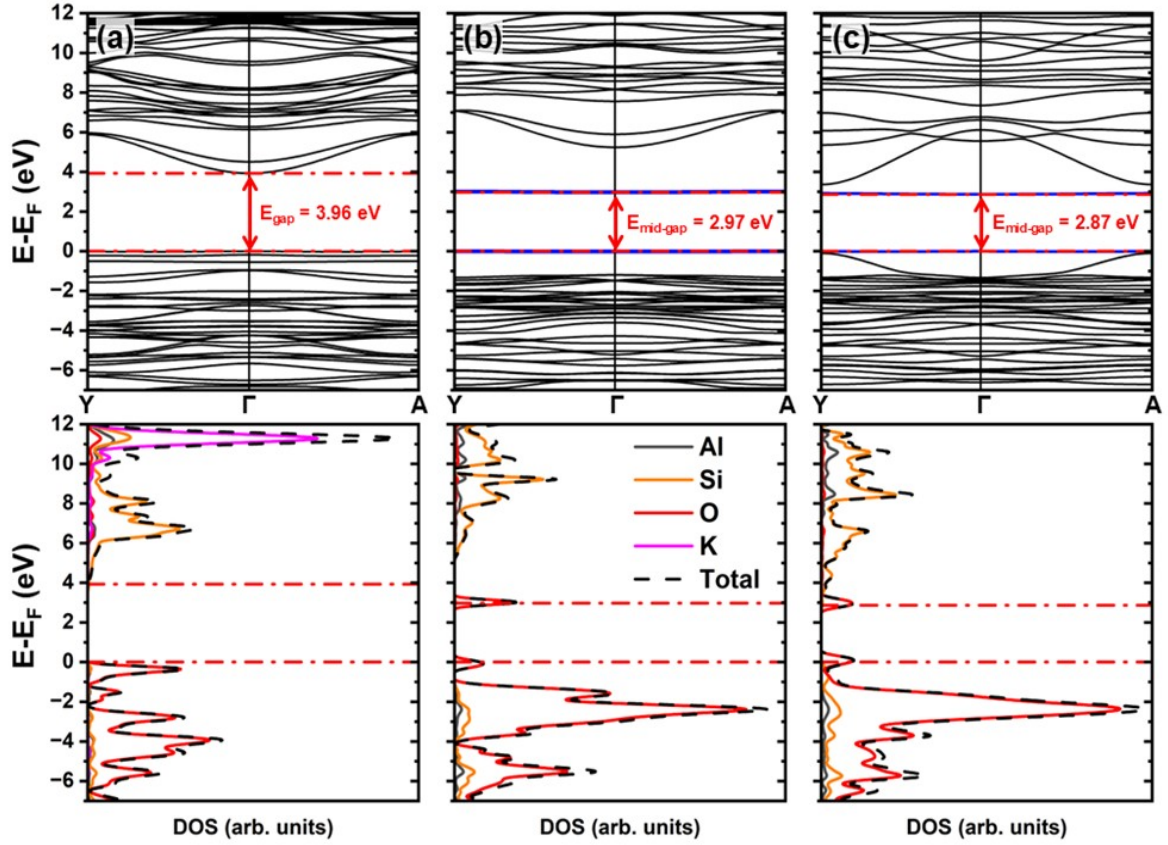 (a)
(b)
(c)
E-E_F (eV)
12
10
8
6
4
2
0
−2
−4
−6
E_gap = 3.96 eV
E_mid-gap = 2.97 eV
E_mid-gap = 2.87 eV
Y Γ A
Y Γ A
Y Γ A
E-E_F (eV)
12
10
8
6
4
2
0
−2
−4
−6
Al
Si
O
K
Total
DOS (arb. units)
DOS (arb. units)
DOS (arb. units)